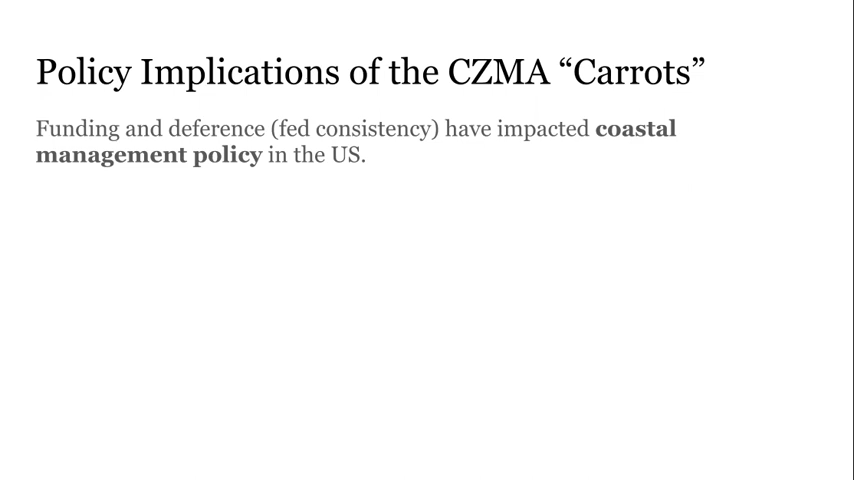 Policy Implications of the CZMA “Carrots”
Funding and deference (fed consistency) have impacted coastal
management policy in the US.